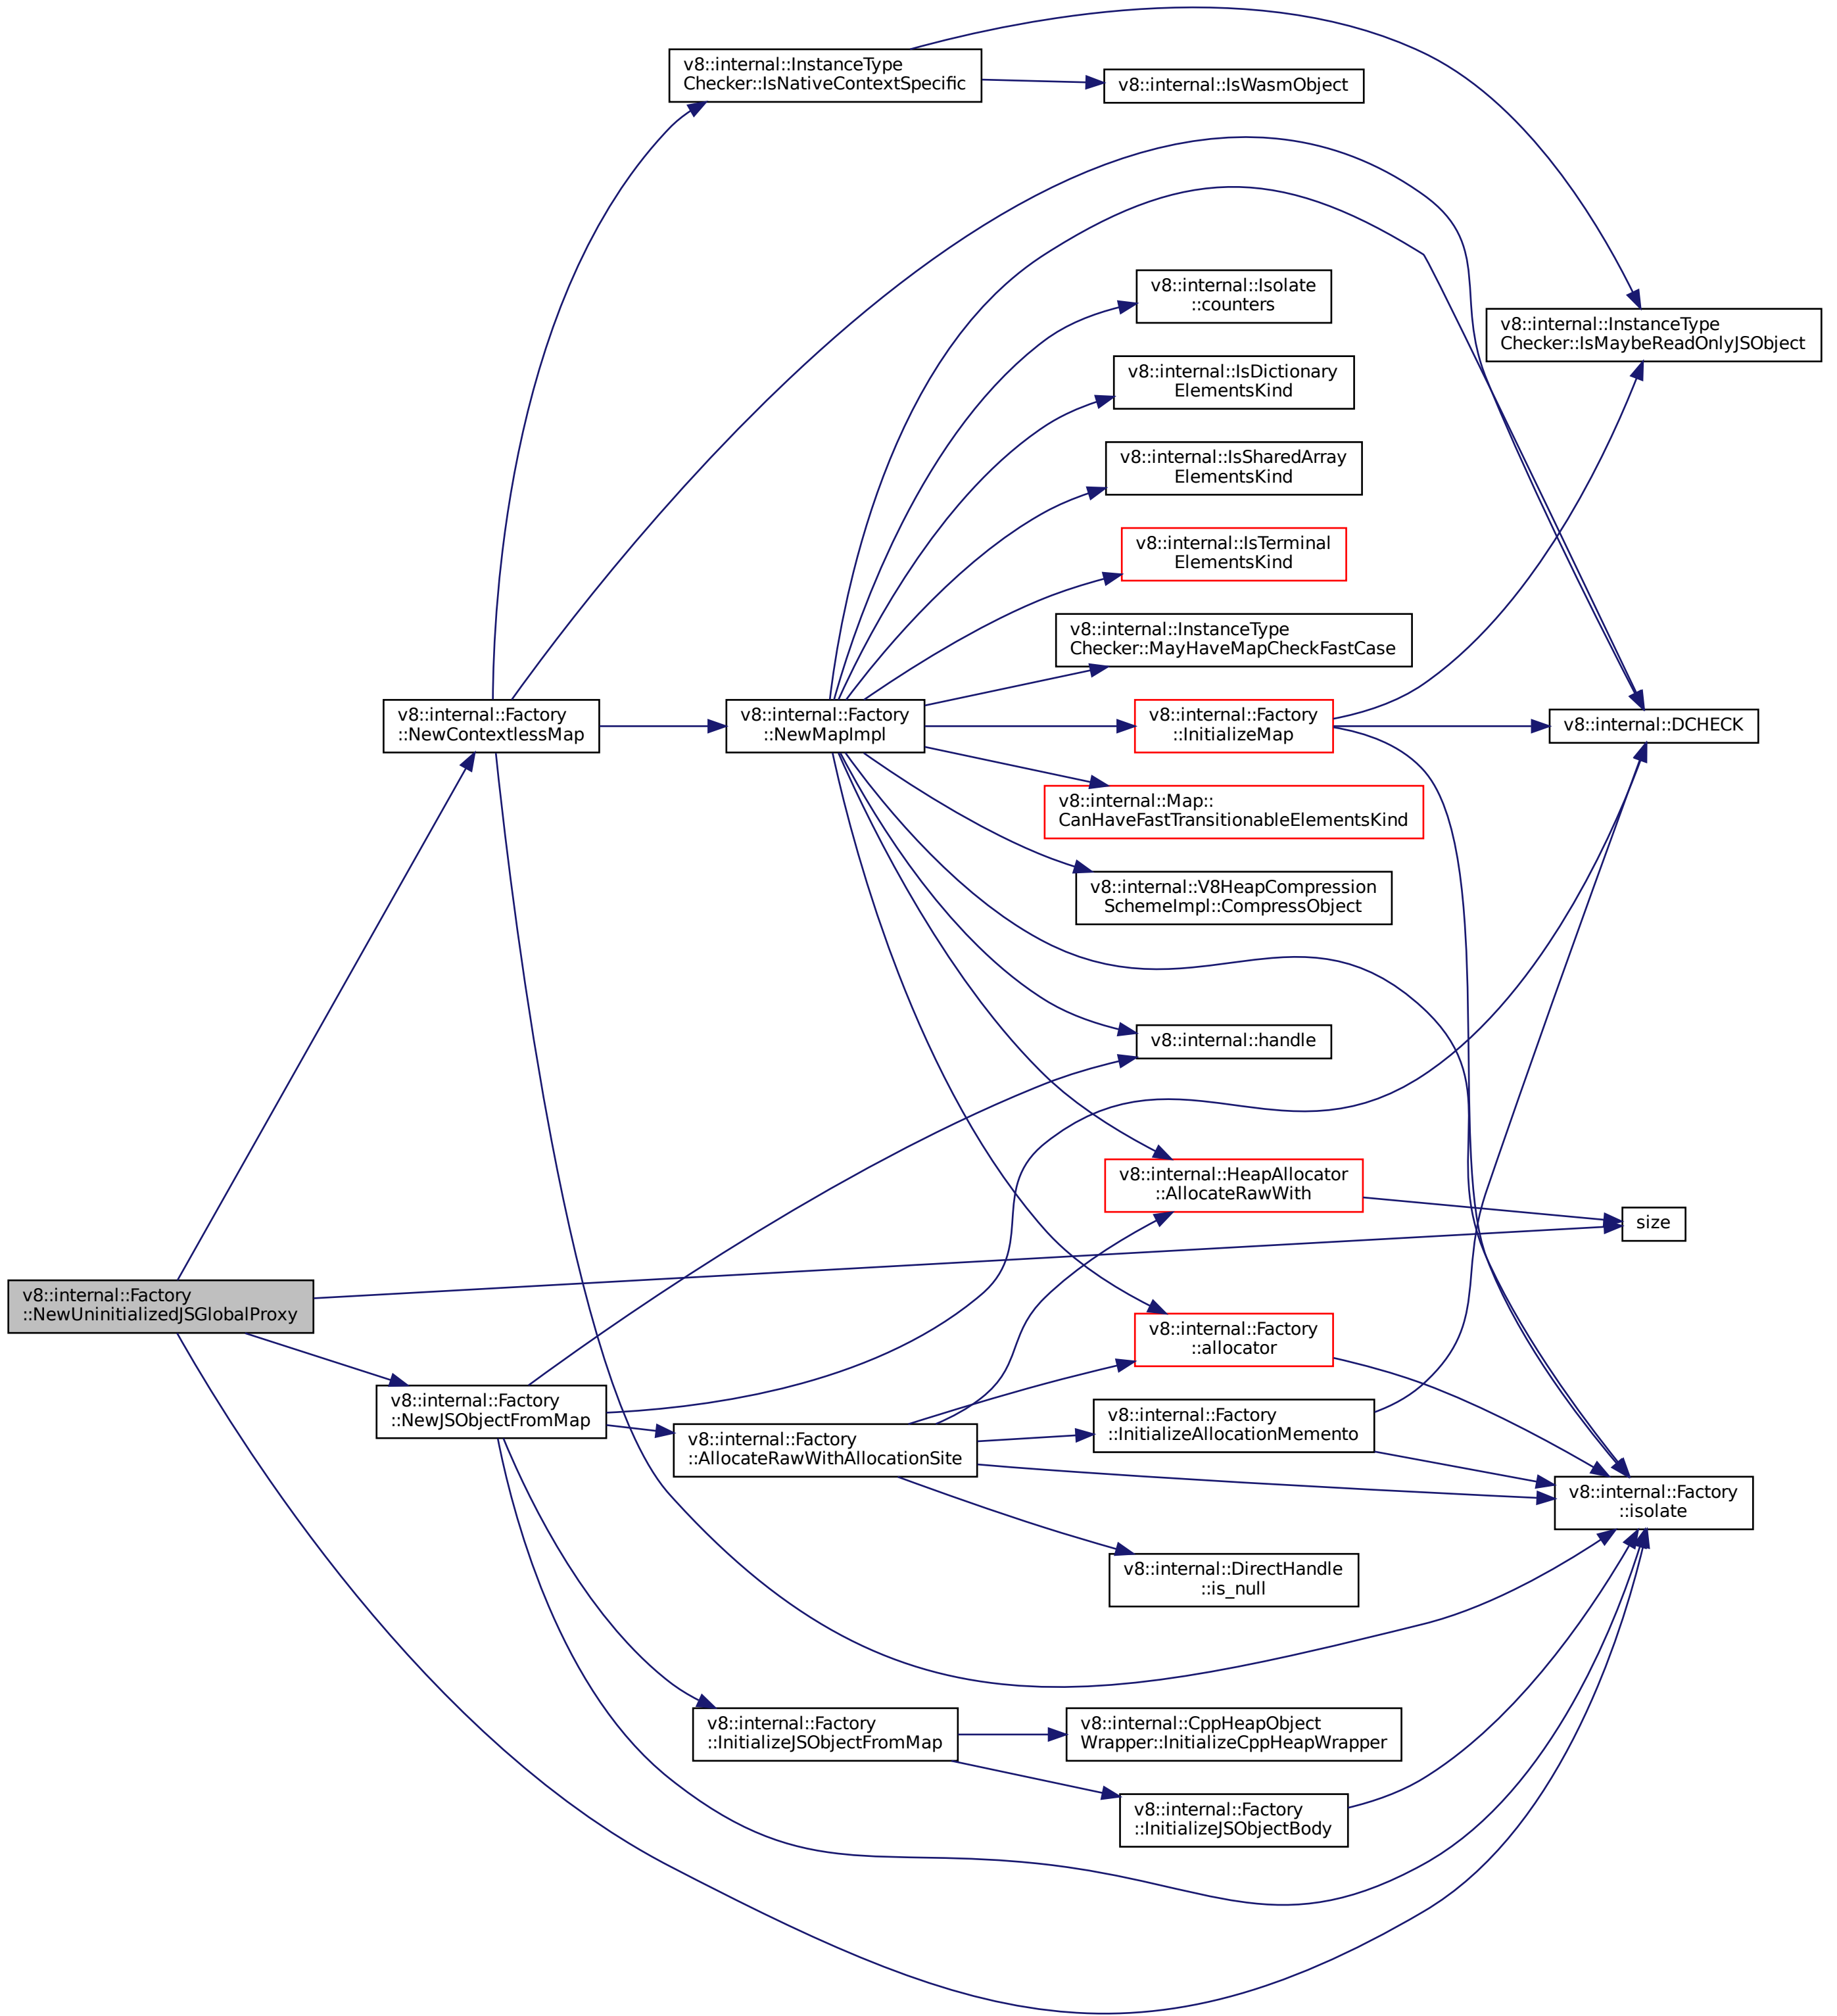 v8::internal::InstanceType
Checker::IsNativeContextSpecific
v8::internal::IsWasmObject
v8::internal::Isolate
::counters
v8::internal::InstanceType
Checker::IsMaybeReadOnlyJSObject
v8::internal::IsDictionary
ElementsKind
v8::internal::IsSharedArray
ElementsKind
v8::internal::IsTerminal
ElementsKind
v8::internal::InstanceType
Checker::MayHaveMapCheckFastCase
v8::internal::Factory
::NewContextlessMap
v8::internal::Factory
::NewMapImpl
v8::internal::Factory
::InitializeMap
v8::internal::DCHECK
v8::internal::Map::
CanHaveFastTransitionableElementsKind
v8::internal::V8HeapCompression
SchemeImpl::CompressObject
v8::internal::handle
v8::internal::HeapAllocator
::AllocateRawWith
size
v8::internal::Factory
::NewUninitializedJSGlobalProxy
v8::internal::Factory
::allocator
v8::internal::Factory
::NewJSObjectFromMap
v8::internal::Factory
::AllocateRawWithAllocationSite
v8::internal::Factory
::InitializeAllocationMemento
v8::internal::Factory
::isolate
v8::internal::DirectHandle
::is_null
v8::internal::Factory
::InitializeJSObjectFromMap
v8::internal::CppHeapObject
Wrapper::InitializeCppHeapWrapper
v8::internal::Factory
::InitializeJSObjectBody